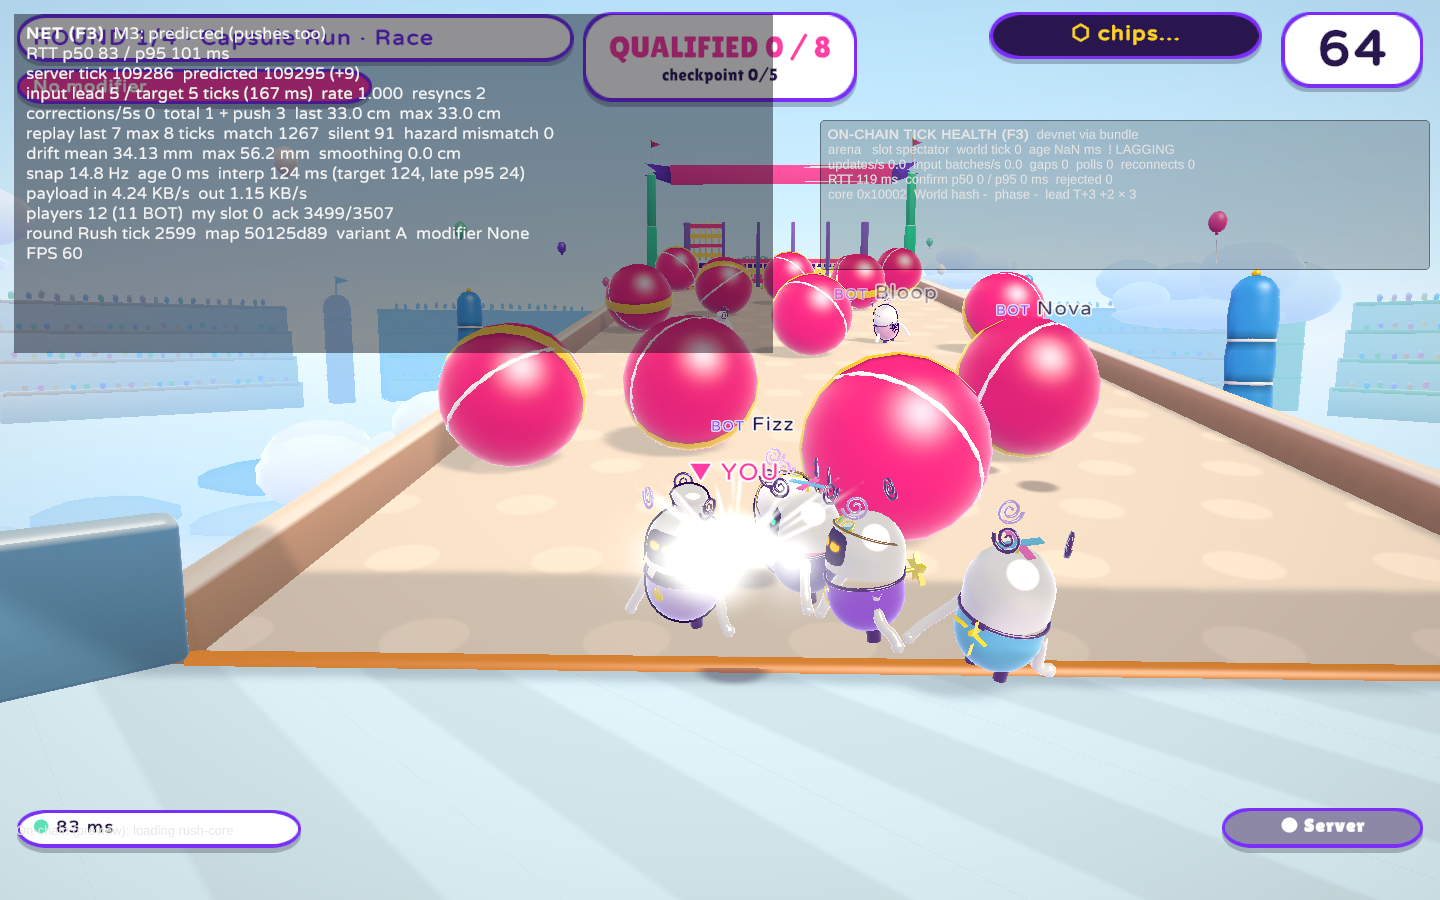 NET (F3)  M3: predicted (pushes too)
ROUND 1/4 · Capsule Run · Race
RTT p50 83 / p95 101 ms
server tick 109286  predicted 109295 (+9)
No modifier
input lead 5 / target 5 ticks (167 ms)  rate 1.000  resyncs 2
corrections/5s 0  total 1 + push 3  last 33.0 cm  max 33.0 cm
replay last 7 max 8 ticks  match 1267  silent 91  hazard mismatch 0
drift mean 34.13 mm  max 56.2 mm  smoothing 0.0 cm
snap 14.8 Hz  age 0 ms  interp 124 ms (target 124, late p95 24)
payload in 4.24 KB/s  out 1.15 KB/s
players 12 (11 BOT)  my slot 0  ack 3499/3507
round Rush tick 2599  map 50125d89  variant A  modifier None
FPS 60
QUALIFIED 0 / 8
checkpoint 0/5
chips...
64
ON-CHAIN TICK HEALTH (F3)  devnet via bundle
arena  slot spectator  world tick 0  age NaN ms  ! LAGGING
updates/s 0.0  input batches/s 0.0  gaps 0  polls 0  reconnects 0
RTT 119 ms  confirm p50 0 / p95 0 ms  rejected 0
core 0x10002  World hash -  phase -  lead T+3 +2 × 3
BOT Bloop
BOT Nova
BOT Fizz
▼ YOU
83 ms
loading rush-core
Server